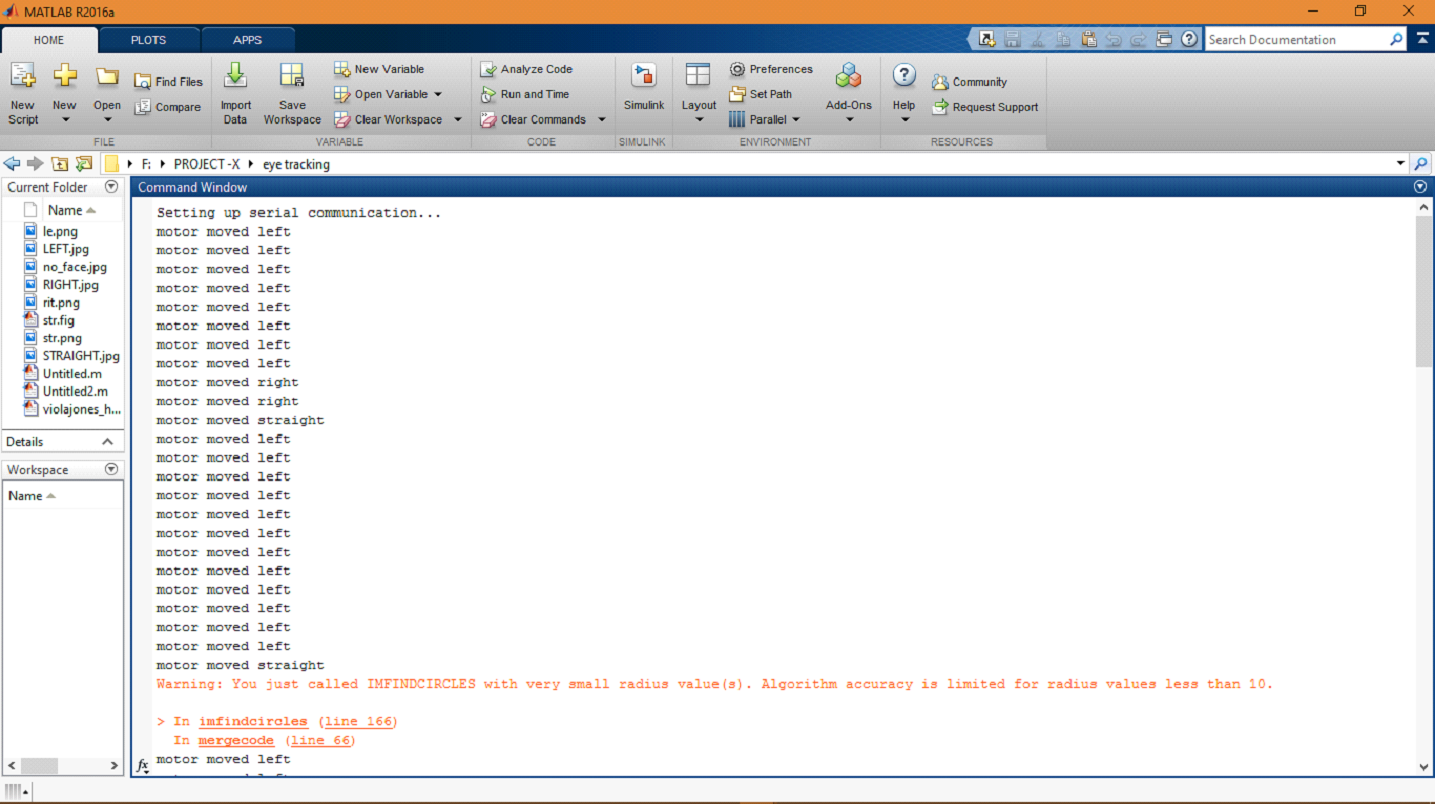 MATLAB R2016a
HOME PLOTS APPS
Search Documentation
New Script
New
Open
Find Files
Compare
Import Data
Save Workspace
New Variable
Open Variable
Clear Workspace
Analyze Code
Run and Time
Clear Commands
Simulink
Layout
Preferences
Set Path
Parallel
Add-Ons
Help
Community
Request Support
FILE VARIABLE CODE SIMULINK ENVIRONMENT RESOURCES
F: PROJECT -X eye tracking
Current Folder
Name
le.png
LEFT.jpg
no_face.jpg
RIGHT.jpg
rit.png
str.fig
str.png
STRAIGHT.jpg
Untitled.m
Untitled2.m
violajones_h...
Details
Workspace
Name
Command Window
Setting up serial communication...
motor moved left
motor moved left
motor moved left
motor moved left
motor moved left
motor moved left
motor moved left
motor moved left
motor moved right
motor moved right
motor moved straight
motor moved left
motor moved left
motor moved left
motor moved left
motor moved left
motor moved left
motor moved left
motor moved left
motor moved left
motor moved left
motor moved left
motor moved left
motor moved straight
Warning: You just called IMFINDCIRCLES with very small radius value(s). Algorithm accuracy is limited for radius values less than 10.
> In imfindcircles (line 166)
In mergecode (line 66)
fx motor moved left